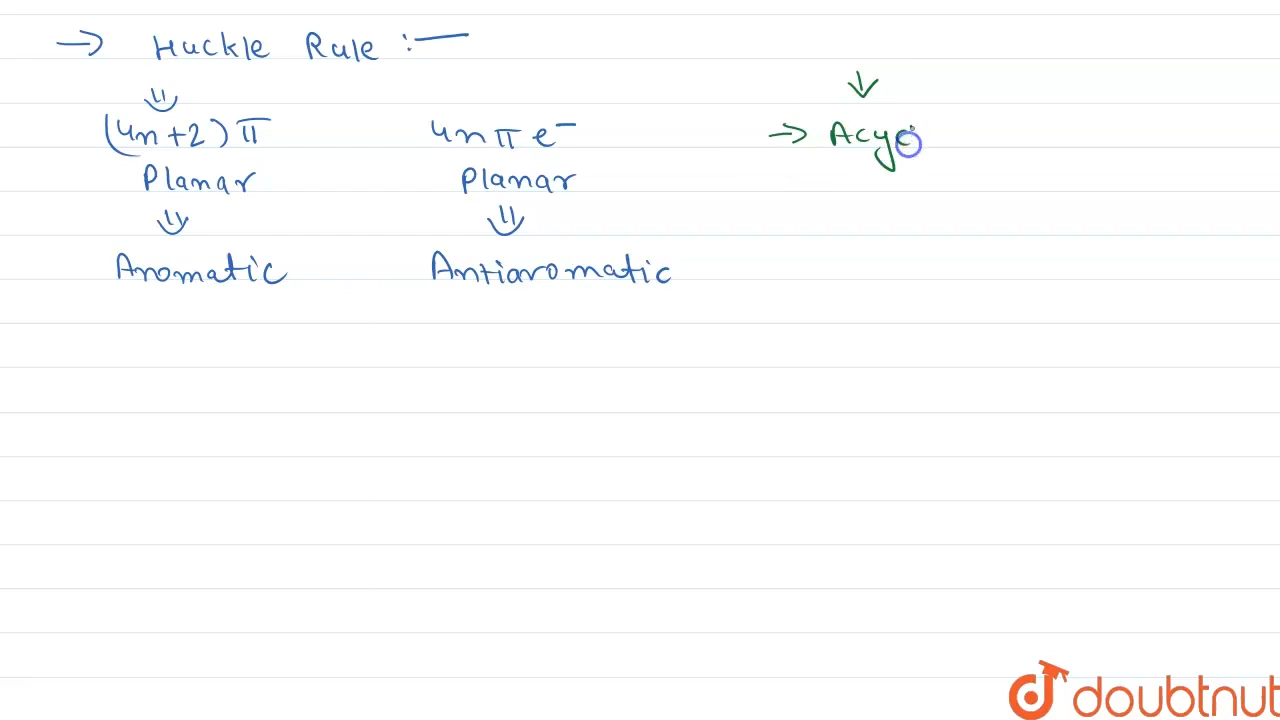 → Huckle Rule :—
(4n+2) π
Planar
Aromatic
4n π e⁻
Planar
Antiaromatic
→ Acyc
doubtnut